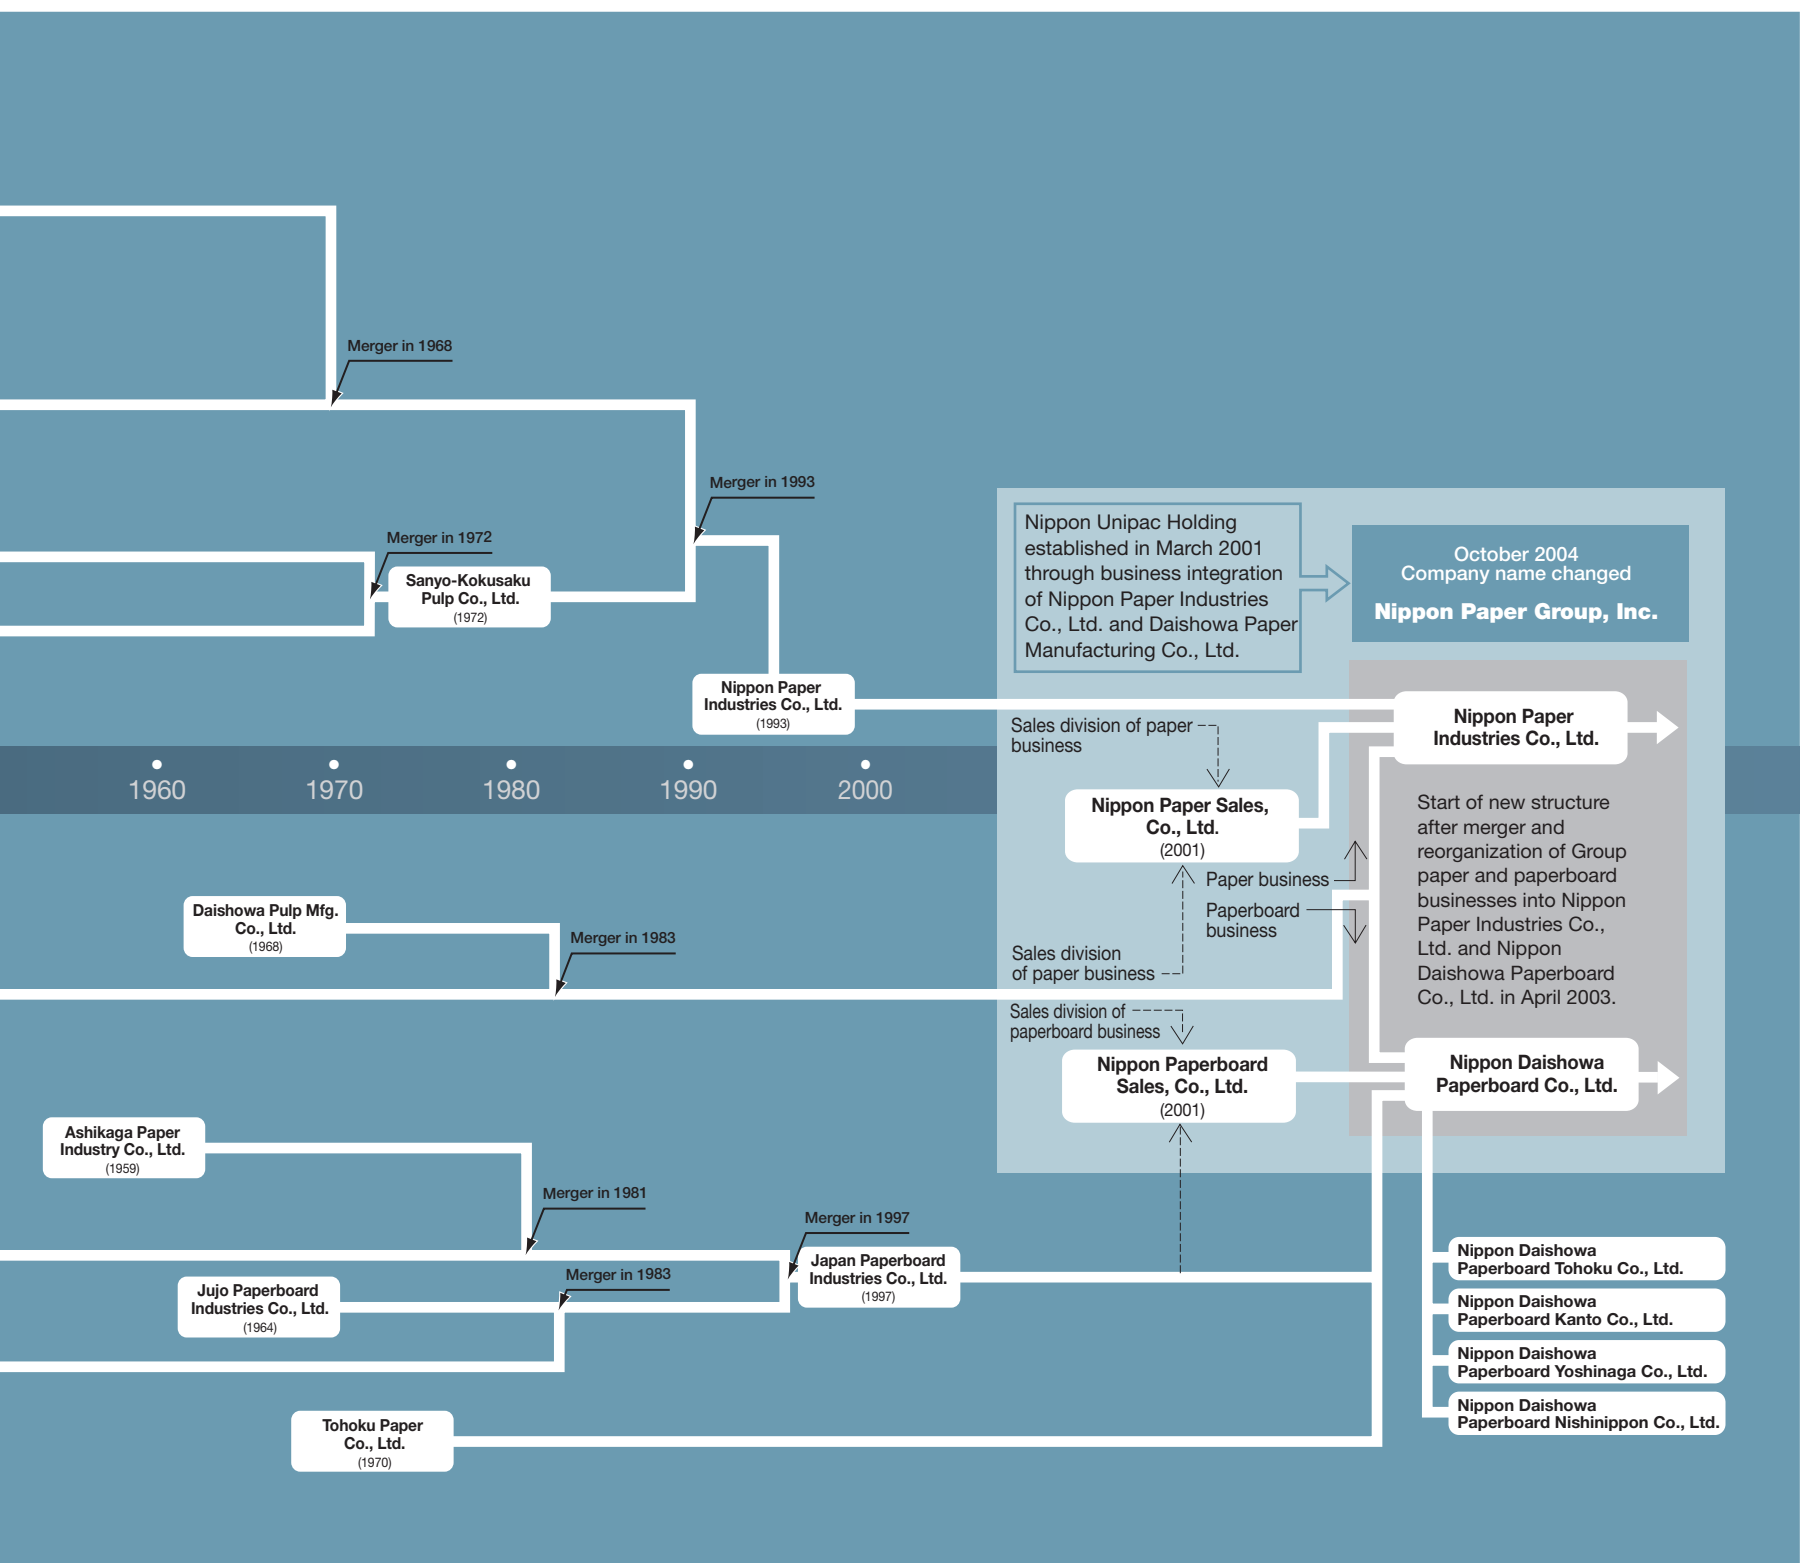 Merger in 1968
Merger in 1993
Merger in 1972
Sanyo-Kokusaku
Pulp Co., Ltd.
(1972)
Nippon Unipac Holding
established in March 2001
through business integration
of Nippon Paper Industries
Co., Ltd. and Daishowa Paper
Manufacturing Co., Ltd.
October 2004
Company name changed
Nippon Paper Group, Inc.
Nippon Paper
Industries Co., Ltd.
(1993)
Nippon Paper
Industries Co., Ltd.
Sales division of paper
business
1960
1970
1980
1990
2000
Nippon Paper Sales,
Co., Ltd.
(2001)
Start of new structure
after merger and
reorganization of Group
paper and paperboard
businesses into Nippon
Paper Industries Co.,
Ltd. and Nippon
Daishowa Paperboard
Co., Ltd. in April 2003.
Paper business
Paperboard
business
Daishowa Pulp Mfg.
Co., Ltd.
(1968)
Merger in 1983
Sales division
of paper business
Sales division of
paperboard business
Nippon Paperboard
Sales, Co., Ltd.
(2001)
Nippon Daishowa
Paperboard Co., Ltd.
Ashikaga Paper
Industry Co., Ltd.
(1959)
Merger in 1981
Merger in 1997
Japan Paperboard
Industries Co., Ltd.
(1997)
Merger in 1983
Jujo Paperboard
Industries Co., Ltd.
(1964)
Nippon Daishowa
Paperboard Tohoku Co., Ltd.
Nippon Daishowa
Paperboard Kanto Co., Ltd.
Nippon Daishowa
Paperboard Yoshinaga Co., Ltd.
Nippon Daishowa
Paperboard Nishinippon Co., Ltd.
Tohoku Paper
Co., Ltd.
(1970)